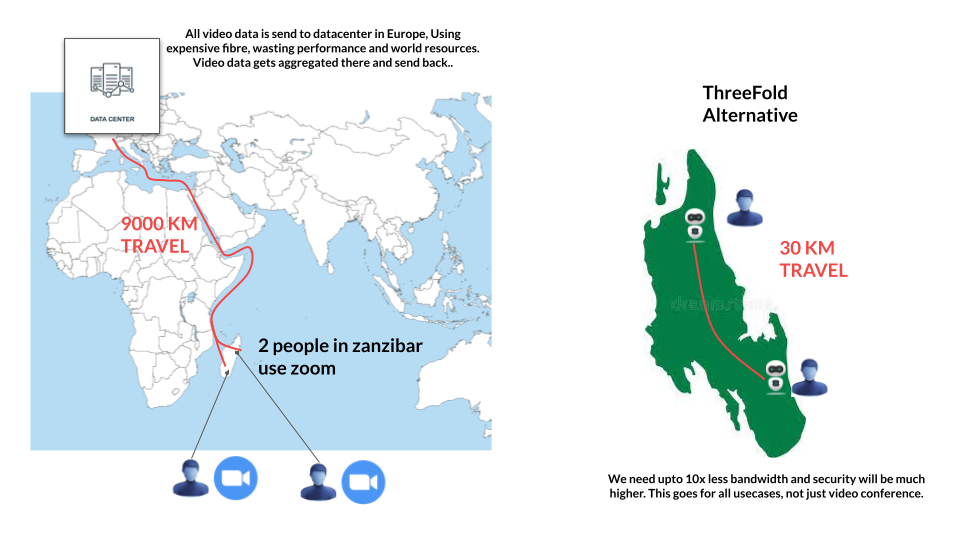 All video data is send to datacenter in Europe, Using
expensive fibre, wasting performance and world resources.
Video data gets aggregated there and send back..
DATA CENTER
9000 KM
TRAVEL
2 people in zanzibar
use zoom
ThreeFold
Alternative
30 KM
TRAVEL
dreamstime
We need upto 10x less bandwidth and security will be much
higher. This goes for all usecases, not just video conference.